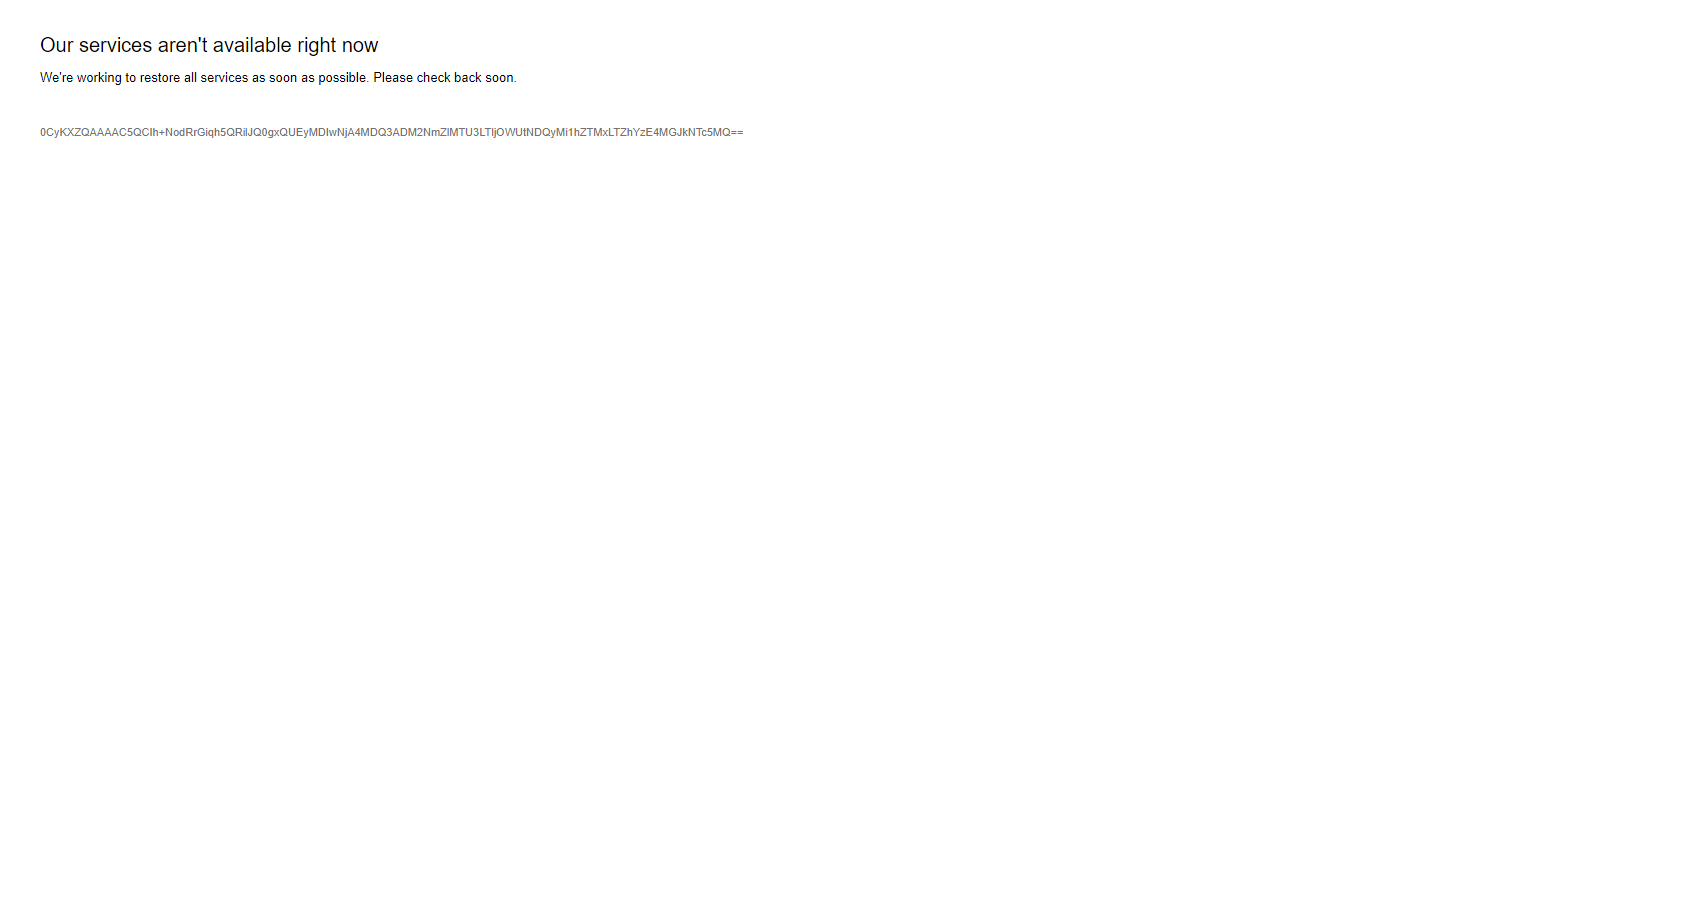 Our services aren't available right now
We're working to restore all services as soon as possible. Please check back soon.
0CyKXZQAAAAC5QCIh+NodRrGiqh5QRilJQ0gxQUEyMDIwNjA4MDQ3ADM2NmZlMTU3LTljOWUtNDQyMi1hZTMxLTZhYzE4MGJkNTc5MQ==